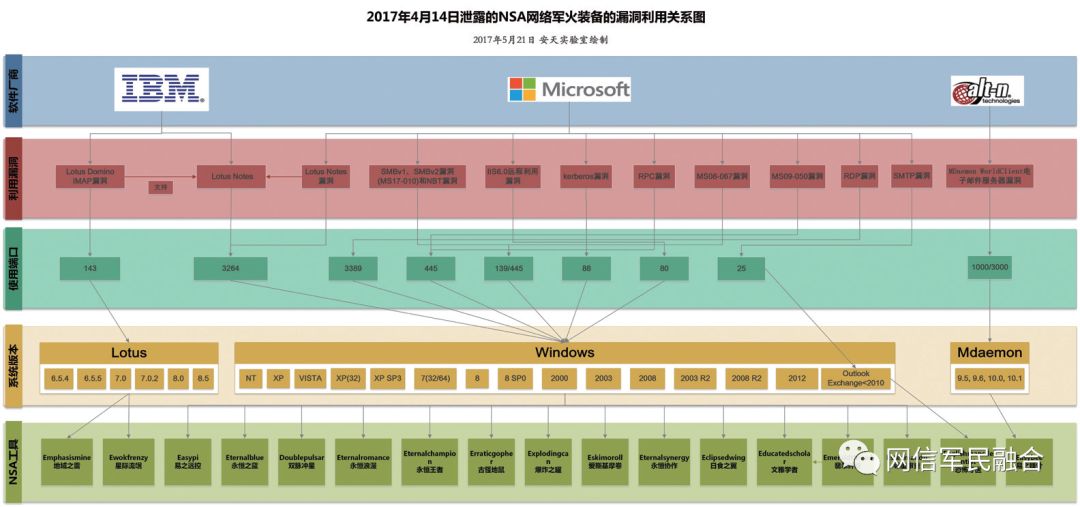 2017年4月14日泄露的NSA网络军火装备的漏洞利用关系图
2017年5月21日 安天实验室绘制
软件厂商
IBM
Microsoft
alt-n
technologies
利用漏洞
Lotus Domino
IMAP漏洞
支持
Lotus Notes
Lotus Notes
漏洞
SMBv1、SMBv2漏洞
(MS17-010)和NBT漏洞
IIS6.0远程利用
漏洞
kerberos漏洞
RPC漏洞
MS08-067漏洞
MS09-050漏洞
RDP漏洞
SMTP漏洞
MDaemon WorldClient电
子邮件服务器漏洞
使用端口
143
3264
3389
445
139/445
88
80
25
1000/3000
系统版本
Lotus
6.5.4
6.5.5
7.0
7.0.2
8.0
8.5
Windows
NT
XP
VISTA
XP(32)
XP SP3
7(32/64)
8
8 SP0
2000
2003
2008
2003 R2
2008 R2
2012
Outlook
Exchange<2010
Mdaemon
9.5, 9.6, 10.0, 10.1
NSA工具
Emphasismine
地域之雷
Ewokfrenzy
星际流氓
Easypi
易之远控
Eternalblue
永恒之蓝
Doublepulsar
双脉冲星
Eternalromance
永恒浪漫
Eternalchampion
永恒王者
Erraticgopher
古怪地鼠
Explodingcan
爆炸之罐
Eskimoroll
爱斯基摩卷
Eternalsynergy
永恒协作
Eclipsedwing
日食之翼
Educatedscholar
文雅学者
网信军民融合